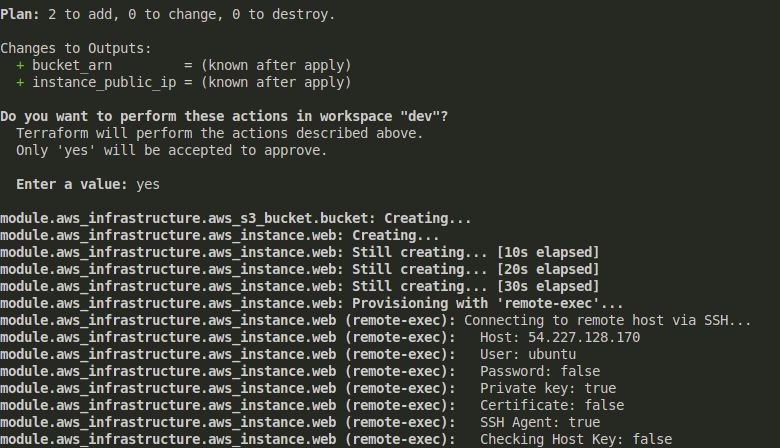 Plan: 2 to add, 0 to change, 0 to destroy.
Changes to Outputs:
+ bucket_arn         = (known after apply)
+ instance_public_ip = (known after apply)
Do you want to perform these actions in workspace "dev"?
Terraform will perform the actions described above.
Only 'yes' will be accepted to approve.
Enter a value: yes
module.aws_infrastructure.aws_s3_bucket.bucket: Creating...
module.aws_infrastructure.aws_instance.web: Creating...
module.aws_infrastructure.aws_instance.web: Still creating... [10s elapsed]
module.aws_infrastructure.aws_instance.web: Still creating... [20s elapsed]
module.aws_infrastructure.aws_instance.web: Still creating... [30s elapsed]
module.aws_infrastructure.aws_instance.web: Provisioning with 'remote-exec'...
module.aws_infrastructure.aws_instance.web (remote-exec): Connecting to remote host via SSH...
module.aws_infrastructure.aws_instance.web (remote-exec):   Host: 54.227.128.170
module.aws_infrastructure.aws_instance.web (remote-exec):   User: ubuntu
module.aws_infrastructure.aws_instance.web (remote-exec):   Password: false
module.aws_infrastructure.aws_instance.web (remote-exec):   Private key: true
module.aws_infrastructure.aws_instance.web (remote-exec):   Certificate: false
module.aws_infrastructure.aws_instance.web (remote-exec):   SSH Agent: true
module.aws_infrastructure.aws_instance.web (remote-exec):   Checking Host Key: false